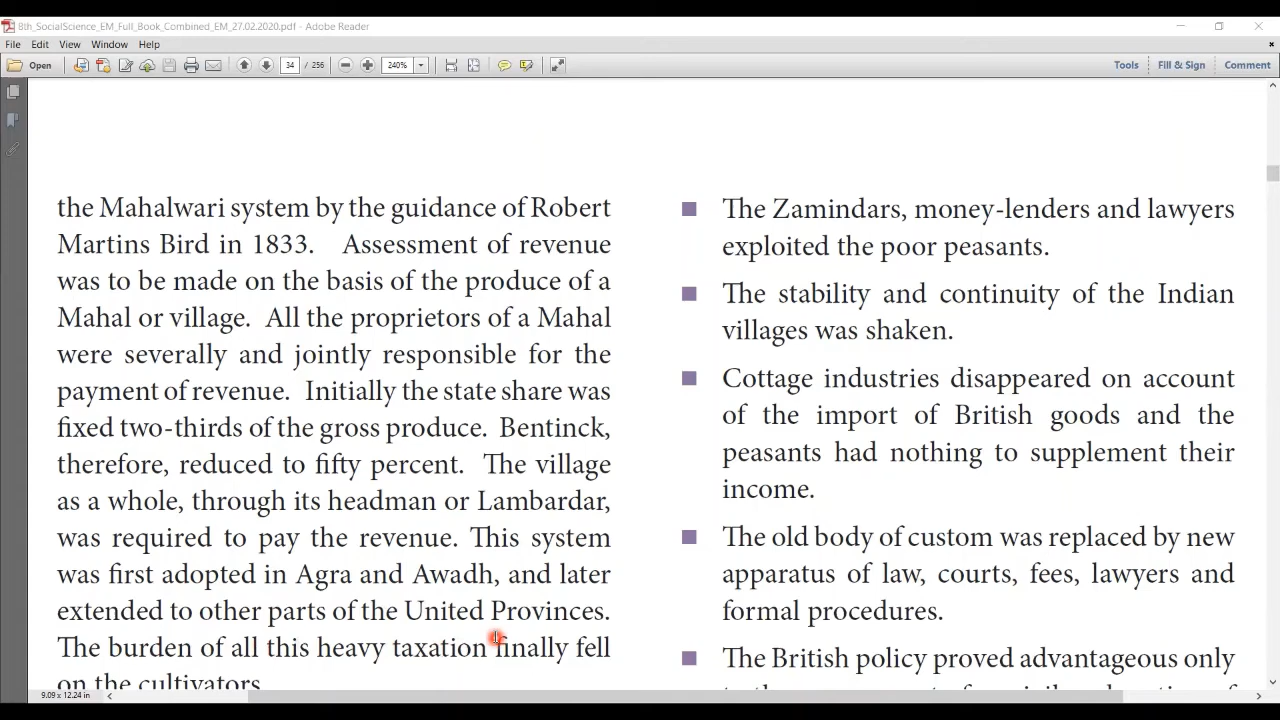 8th_SocialScience_EM_Full_Book_Combined_EM_27.02.2020.pdf - Adobe Reader
File Edit View Window Help
Open 34 / 256 240% Tools Fill & Sign Comment
the Mahalwari system by the guidance of Robert
Martins Bird in 1833. Assessment of revenue
was to be made on the basis of the produce of a
Mahal or village. All the proprietors of a Mahal
were severally and jointly responsible for the
payment of revenue. Initially the state share was
fixed two-thirds of the gross produce. Bentinck,
therefore, reduced to fifty percent. The village
as a whole, through its headman or Lambardar,
was required to pay the revenue. This system
was first adopted in Agra and Awadh, and later
extended to other parts of the United Provinces.
The burden of all this heavy taxation finally fell
on the cultivators.
The Zamindars, money-lenders and lawyers
exploited the poor peasants.
The stability and continuity of the Indian
villages was shaken.
Cottage industries disappeared on account
of the import of British goods and the
peasants had nothing to supplement their
income.
The old body of custom was replaced by new
apparatus of law, courts, fees, lawyers and
formal procedures.
The British policy proved advantageous only
9.09 x 12.24 in